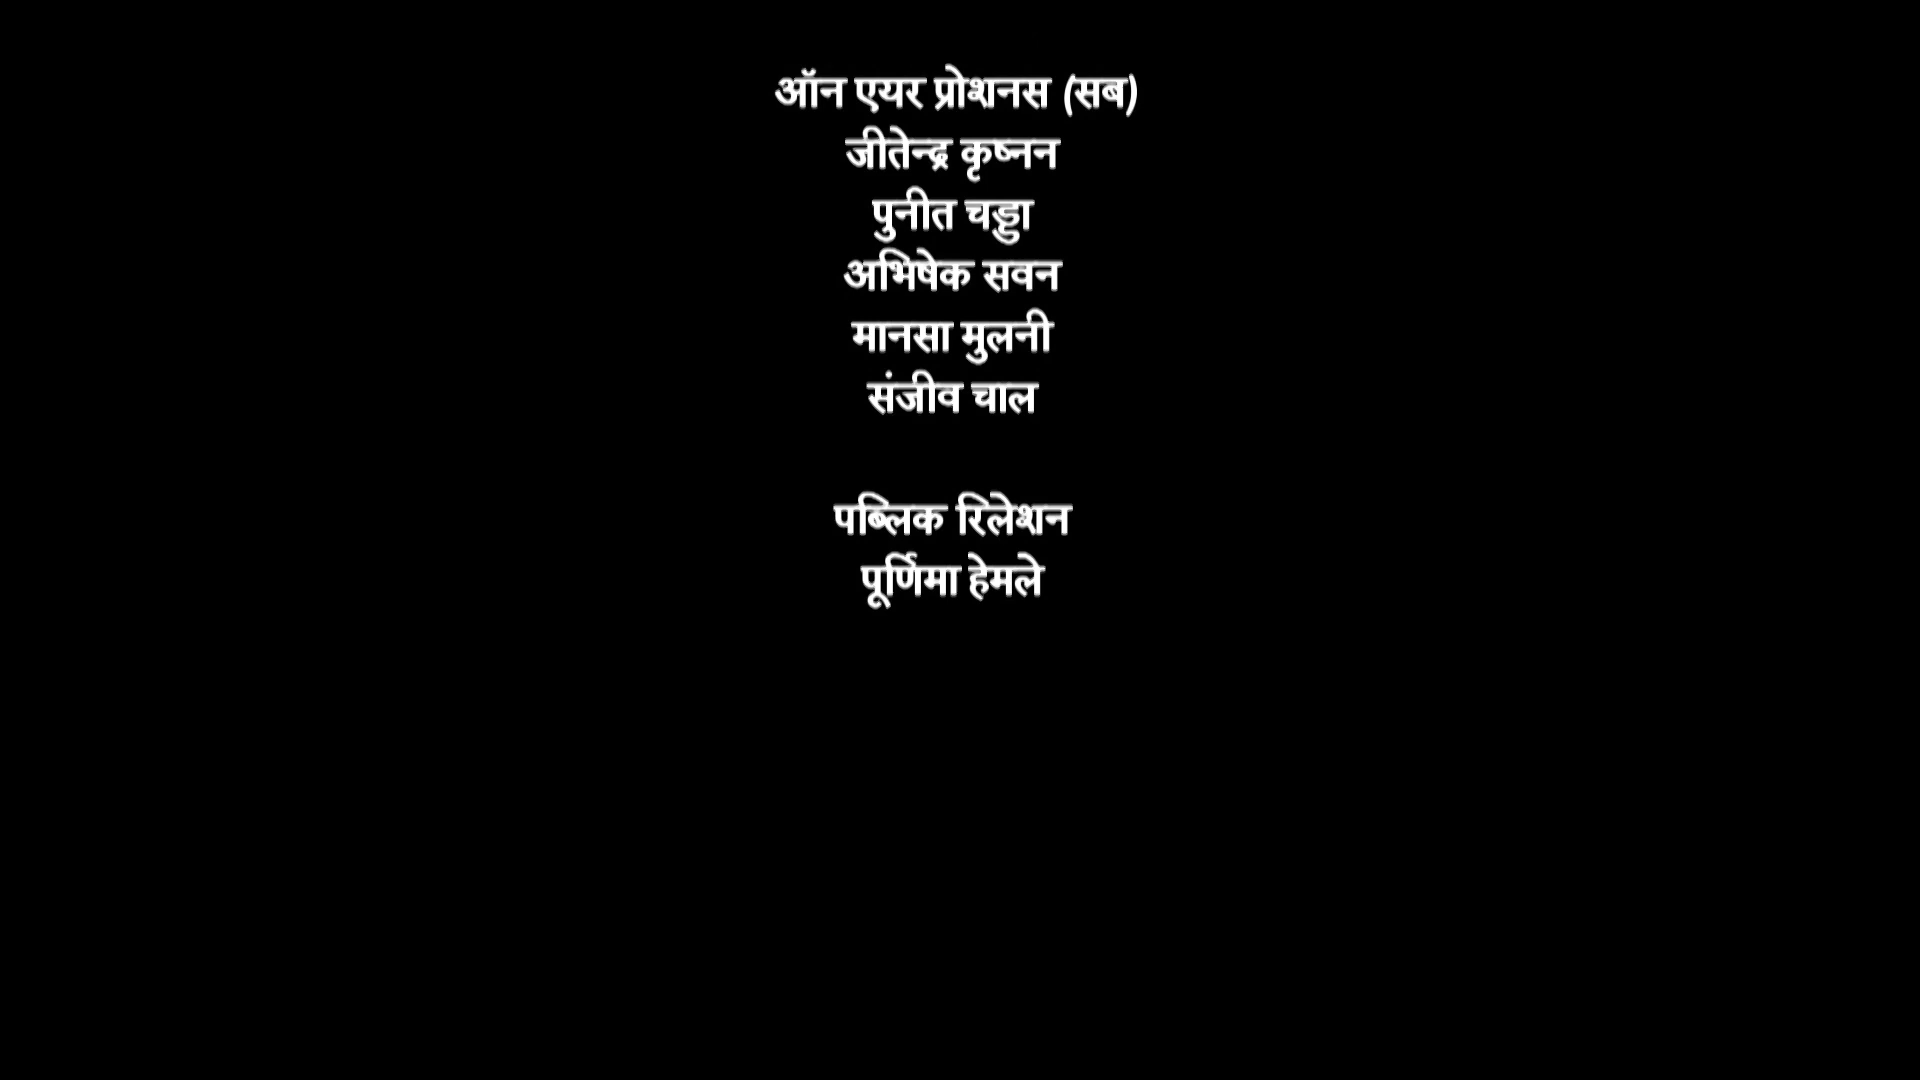 ऑन एयर प्रोशनस (सब)
जीतेन्द्र कृष्नन
पुनीत चड्डा
अभिषेक सवन
मानसा मुलनी
संजीव चाल
पब्लिक रिलेशन
पूर्णिमा हेमले